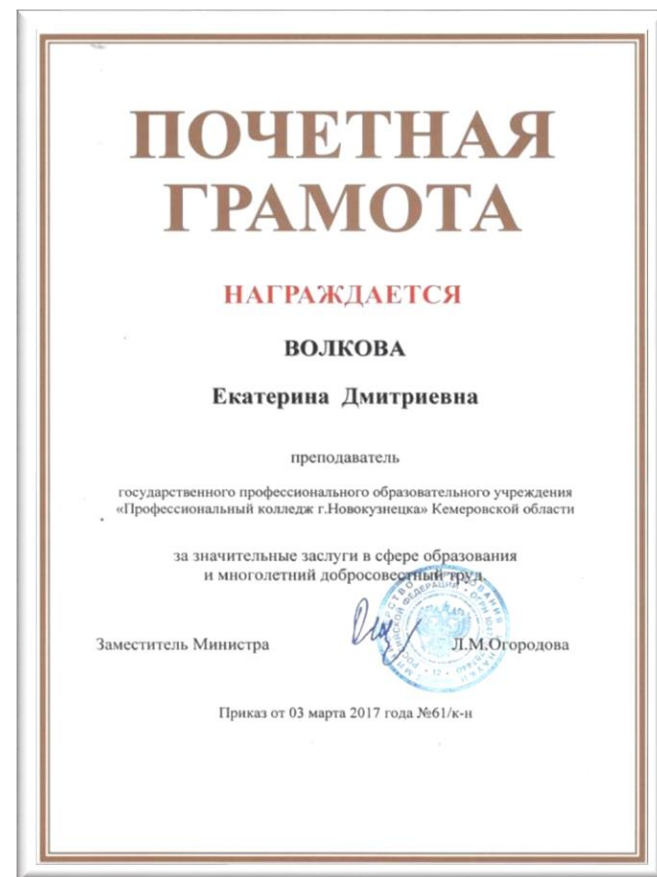 ПОЧЕТНАЯ
ГРАМОТА
НАГРАЖДАЕТСЯ
ВОЛКОВА
Екатерина Дмитриевна
преподаватель
государственного профессионального образовательного учреждения
«Профессиональный колледж г.Новокузнецка» Кемеровской области
за значительные заслуги в сфере образования
и многолетний добросовестный труд.
Заместитель Министра Л.М.Огородова
Приказ от 03 марта 2017 года №61/к-н